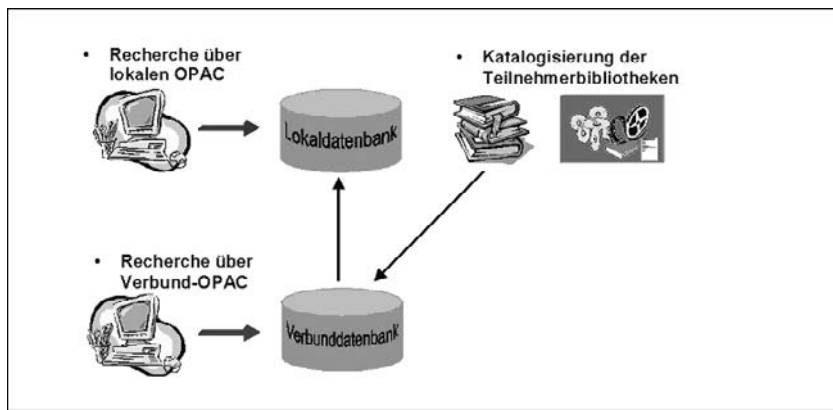 • Recherche über
lokalen OPAC
• Katalogisierung der
Teilnehmerbibliotheken
Lokaldatenbank
• Recherche über
Verbund-OPAC
Verbunddatenbank